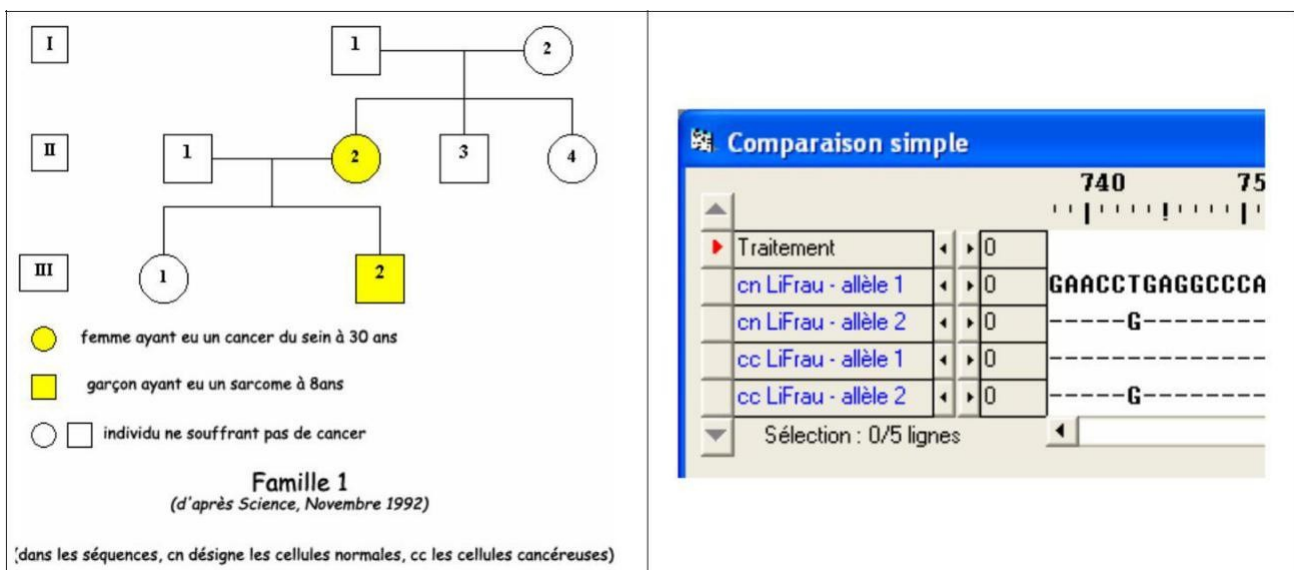 I
1
2
II
1
2
3
4
III
1
2
femme ayant eu un cancer du sein à 30 ans
garçon ayant eu un sarcome à 8ans
individu ne souffrant pas de cancer
Famille 1
(d'après Science, Novembre 1992)
(dans les séquences, cn désigne les cellules normales, cc les cellules cancéreuses)
Comparaison simple
740 75
Traitement 0
cn LiFrau - allèle 1 0 GAACCTGAGGCCCA
cn LiFrau - allèle 2 0 -----G--------
cc LiFrau - allèle 1 0 --------------
cc LiFrau - allèle 2 0 -----G--------
Sélection : 0/5 lignes